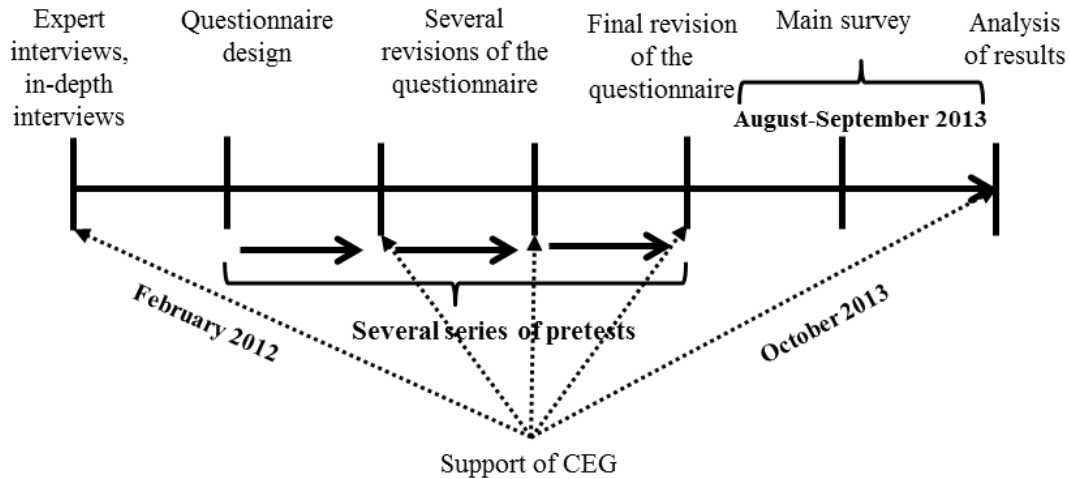 Expert
interviews,
in-depth
interviews
Questionnaire
design
Several
revisions of the
questionnaire
Final revision
of the
questionnaire
Main survey
August-September 2013
Analysis
of results
February 2012
Several series of pretests
October 2013
Support of CEG